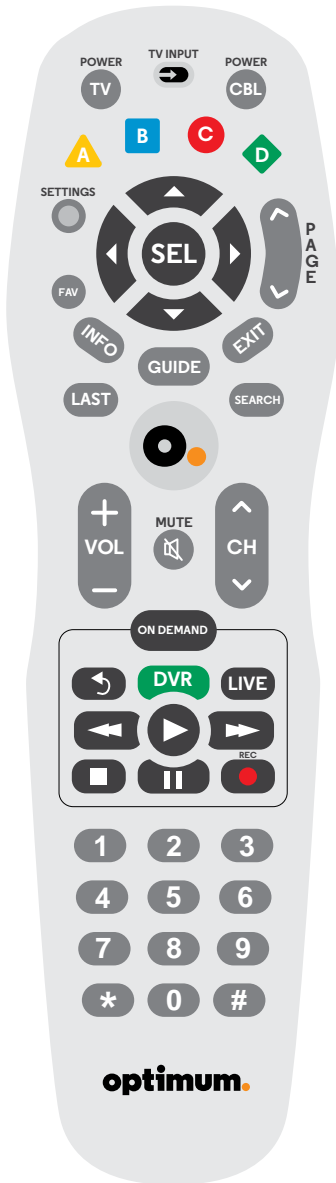 POWER TV INPUT POWER
TV CBL
A B C D
SETTINGS
SEL
PAGE
FAV
INFO EXIT
GUIDE
LAST SEARCH
VOL MUTE CH
ON DEMAND
DVR LIVE
REC
1 2 3
4 5 6
7 8 9
* 0 #
optimum.